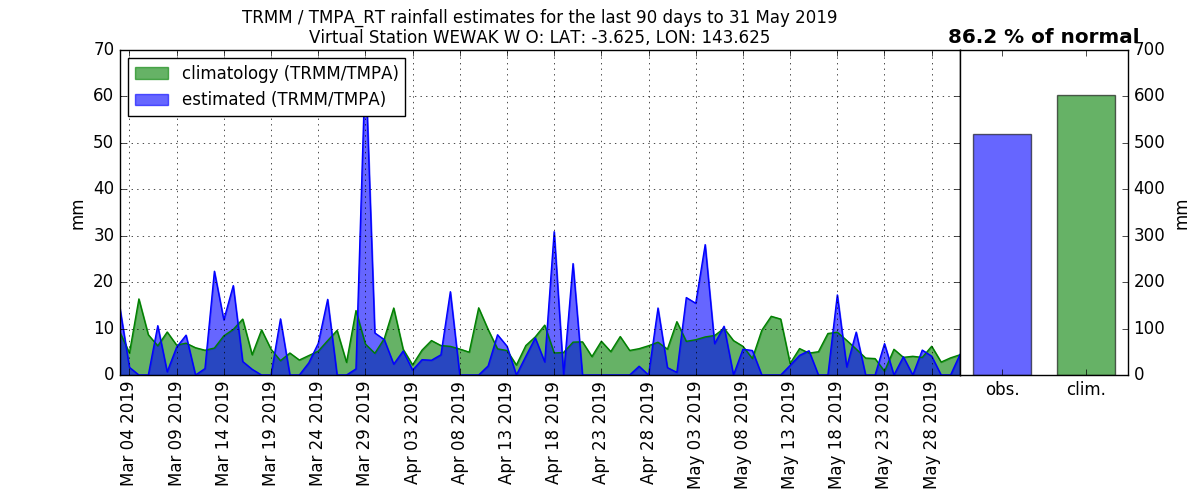 TRMM / TMPA_RT rainfall estimates for the last 90 days to 31 May 2019
Virtual Station WEWAK W O: LAT: -3.625, LON: 143.625
86.2 % of normal
climatology (TRMM/TMPA)
estimated (TRMM/TMPA)
70
60
50
40
30
20
10
0
mm
Mar 04 2019
Mar 09 2019
Mar 14 2019
Mar 19 2019
Mar 24 2019
Mar 29 2019
Apr 03 2019
Apr 08 2019
Apr 13 2019
Apr 18 2019
Apr 23 2019
Apr 28 2019
May 03 2019
May 08 2019
May 13 2019
May 18 2019
May 23 2019
May 28 2019
obs.
clim.
700
600
500
400
300
200
100
0
mm